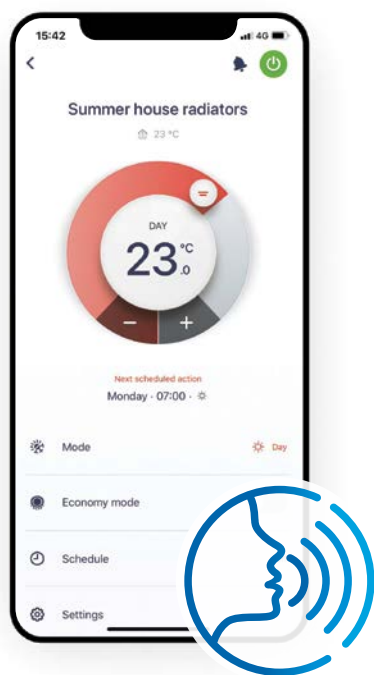 15:42 4G
Summer house radiators
23 °C
DAY
23.0 °C
− +
Next scheduled action
Monday · 07:00 ·
Mode Day
Economy mode
Schedule
Settings